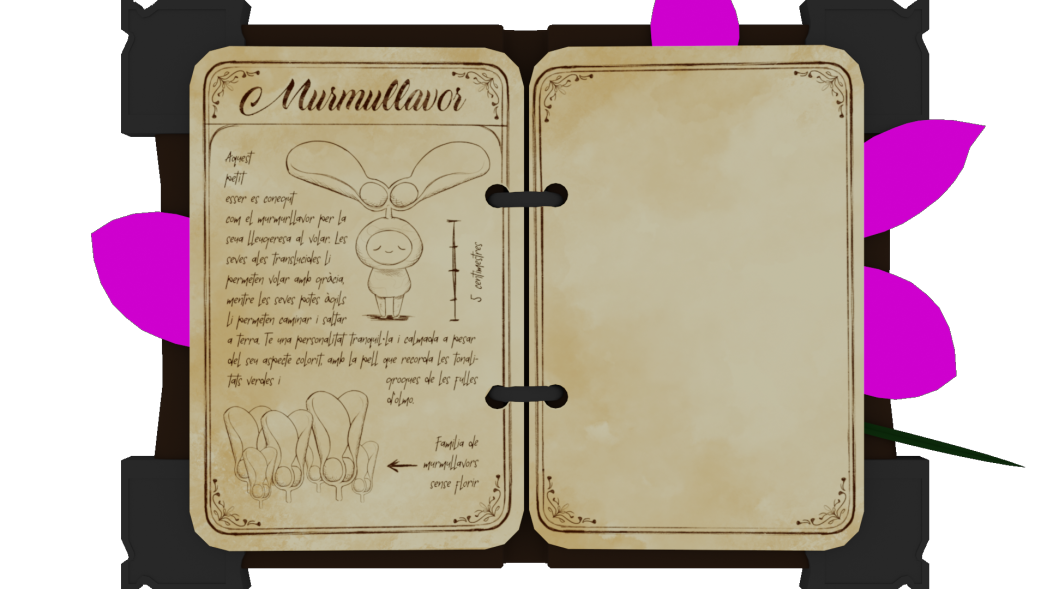 Murmullavor
Aquest
petit
esser es conegut
com el murmurllavor per la
seua lleugeresa al volar. Les
seves ales translucides li
permeten volar amb gràcia,
mentre les seves potes àgils
li permeten caminar i saltar
a terra. Te una personalitat tranquil·la i calmada a pesar
del seu aspecte colorit, amb la pell que recorda les tonali-
tats verdes i
grogues de les fulles
d'olmo.
5 centimetres
Família de
murmullavors
sense florir